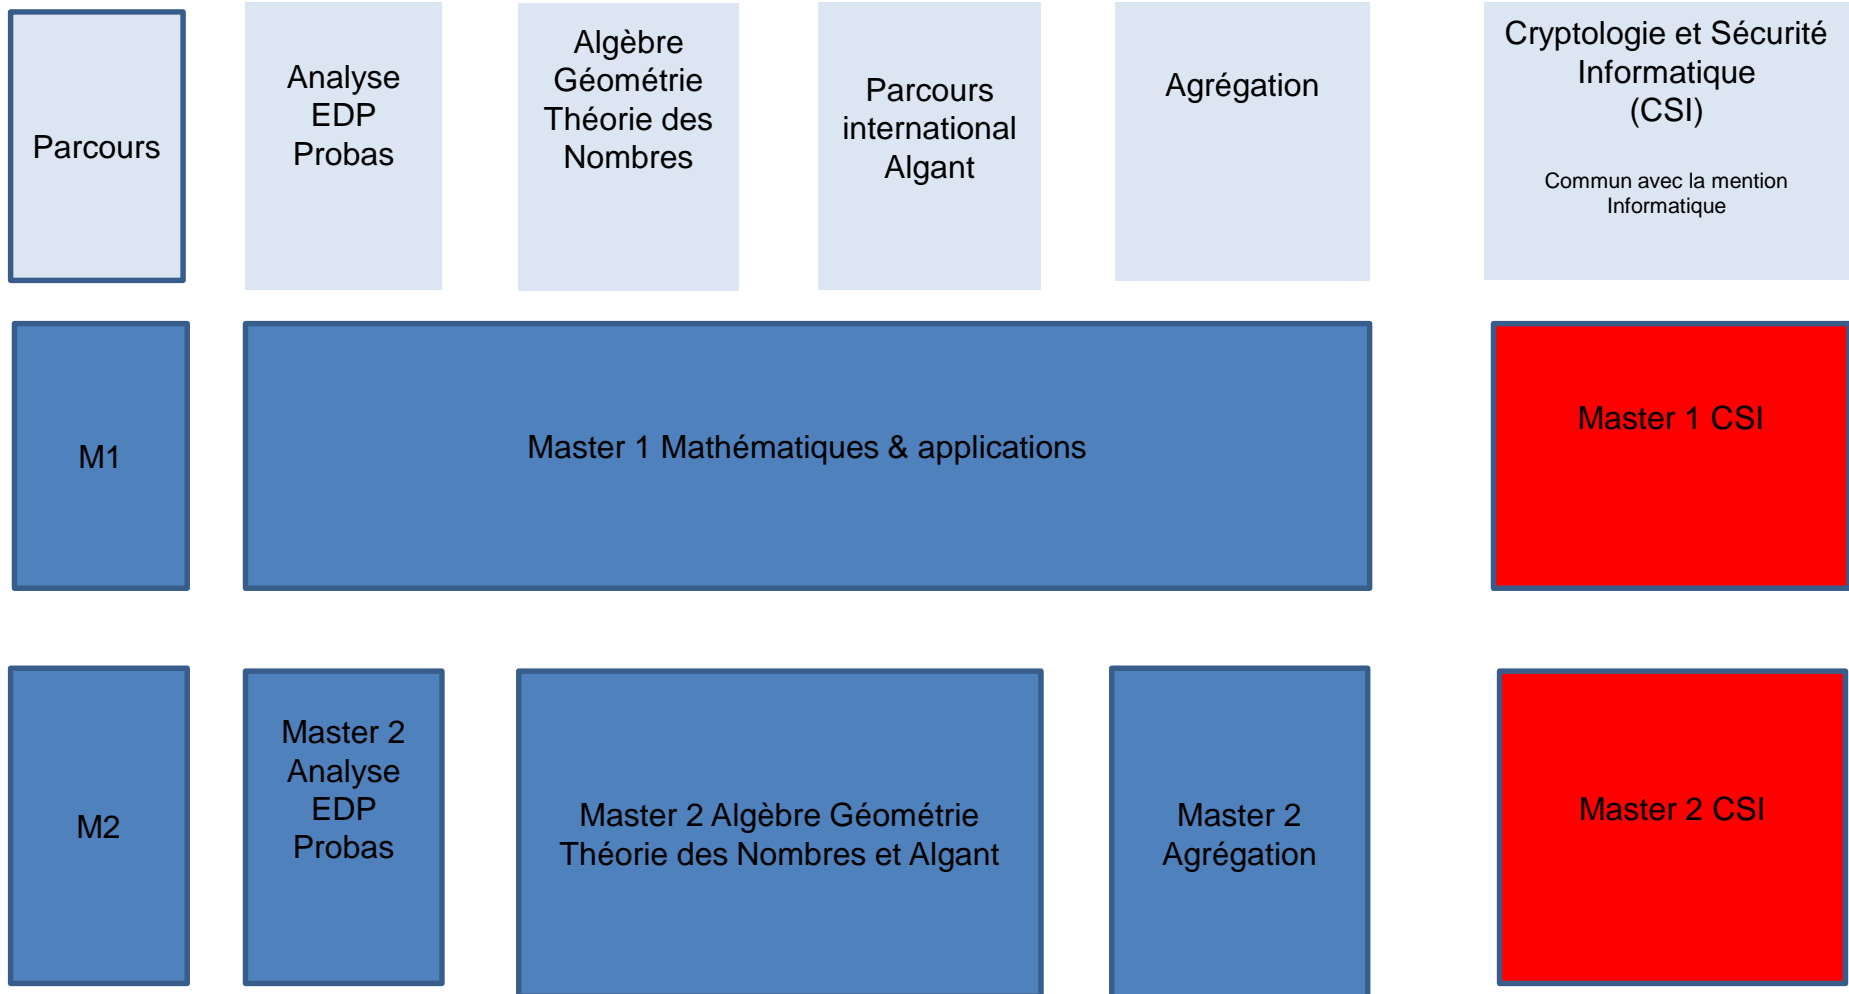 Parcours
Analyse
EDP
Probas
Algèbre
Géométrie
Théorie des
Nombres
Parcours
international
Algant
Agrégation
Cryptologie et Sécurité
Informatique
(CSI)
Commun avec la mention
Informatique
M1
Master 1 Mathématiques & applications
Master 1 CSI
M2
Master 2
Analyse
EDP
Probas
Master 2 Algèbre Géométrie
Théorie des Nombres et Algant
Master 2
Agrégation
Master 2 CSI